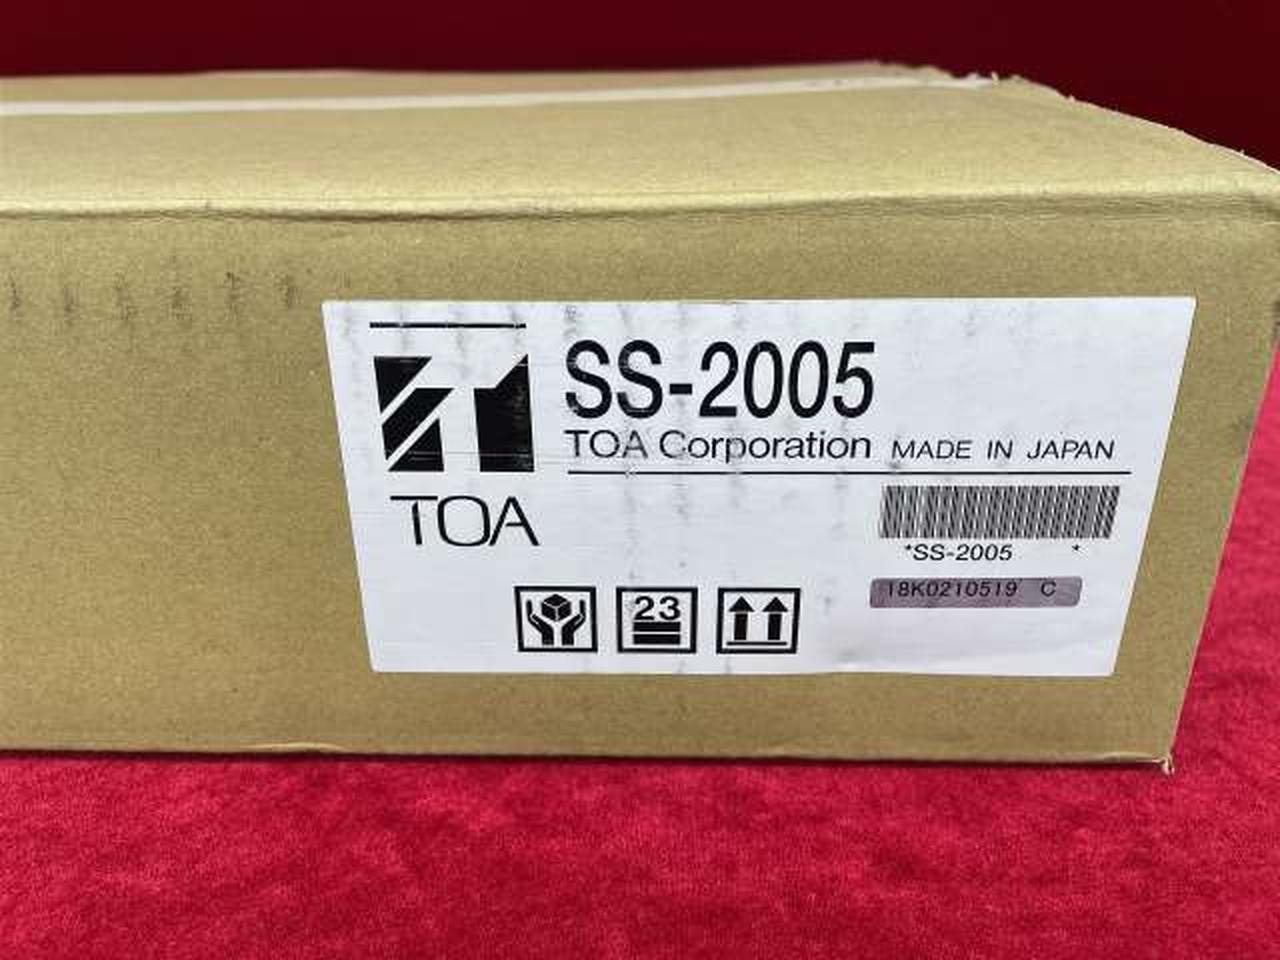 SS-2005
TOA Corporation MADE IN JAPAN
TOA
*SS-2005 *
18K0210519 C
23